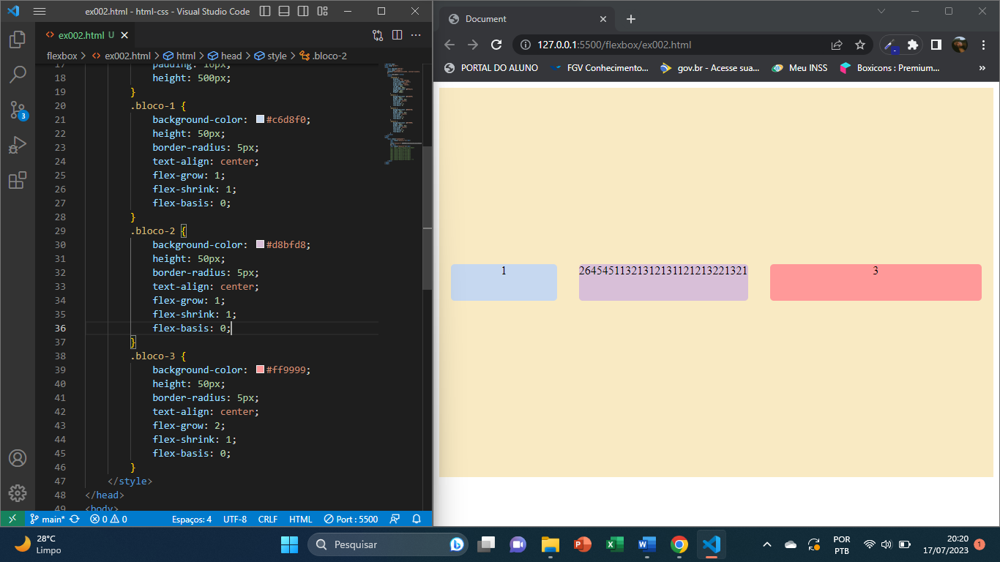 ex002.html - html-css - Visual Studio Code
ex002.html U
flexbox > ex002.html > html > head > style > .bloco-2
17 padding: 16px;
18 height: 500px;
19 }
20 .bloco-1 {
21 background-color: #c6d8f0;
22 height: 50px;
23 border-radius: 5px;
24 text-align: center;
25 flex-grow: 1;
26 flex-shrink: 1;
27 flex-basis: 0;
28 }
29 .bloco-2 {
30 background-color: #d8bfd8;
31 height: 50px;
32 border-radius: 5px;
33 text-align: center;
34 flex-grow: 1;
35 flex-shrink: 1;
36 flex-basis: 0;
37 }
38 .bloco-3 {
39 background-color: #ff9999;
40 height: 50px;
41 border-radius: 5px;
42 text-align: center;
43 flex-grow: 2;
44 flex-shrink: 1;
45 flex-basis: 0;
46 }
47 </style>
48 </head>
49 <body>
3
main* 0 0 Espaços: 4 UTF-8 CRLF HTML Port : 5500
Document
127.0.0.1:5500/flexbox/ex002.html
PORTAL DO ALUNO FGV Conhecimento... gov.br - Acesse sua... Meu INSS Boxicons : Premium... »
1
264545113213121311212132213​21
3
28°C
Limpo
Pesquisar
POR
PTB
20:20
17/07/2023
1